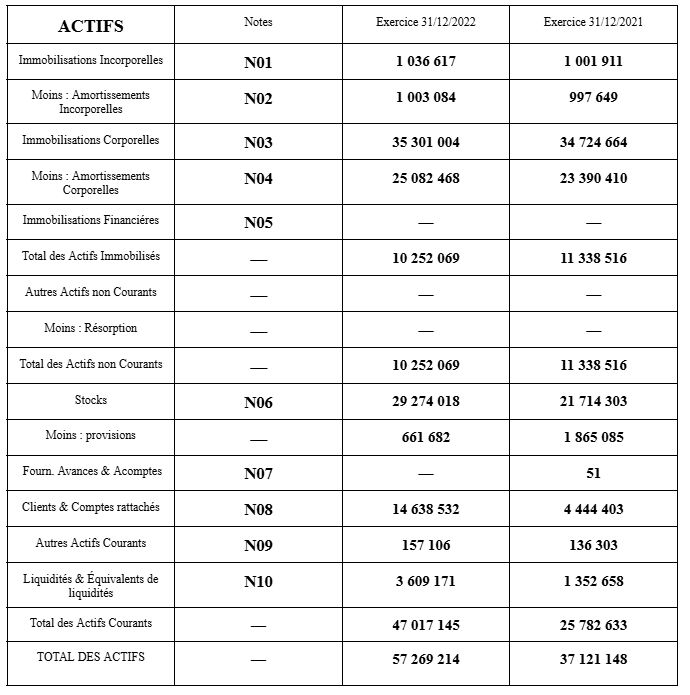 ACTIFS Notes Exercice 31/12/2022 Exercice 31/12/2021
Immobilisations Incorporelles N01 1 036 617 1 001 911
Moins : Amortissements
Incorporelles N02 1 003 084 997 649
Immobilisations Corporelles N03 35 301 004 34 724 664
Moins : Amortissements
Corporelles N04 25 082 468 23 390 410
Immobilisations Financiéres N05 — —
Total des Actifs Immobilisés — 10 252 069 11 338 516
Autres Actifs non Courants — — —
Moins : Résorption — — —
Total des Actifs non Courants — 10 252 069 11 338 516
Stocks N06 29 274 018 21 714 303
Moins : provisions — 661 682 1 865 085
Fourn. Avances & Acomptes N07 — 51
Clients & Comptes rattachés N08 14 638 532 4 444 403
Autres Actifs Courants N09 157 106 136 303
Liquidités & Équivalents de
liquidités N10 3 609 171 1 352 658
Total des Actifs Courants — 47 017 145 25 782 633
TOTAL DES ACTIFS — 57 269 214 37 121 148